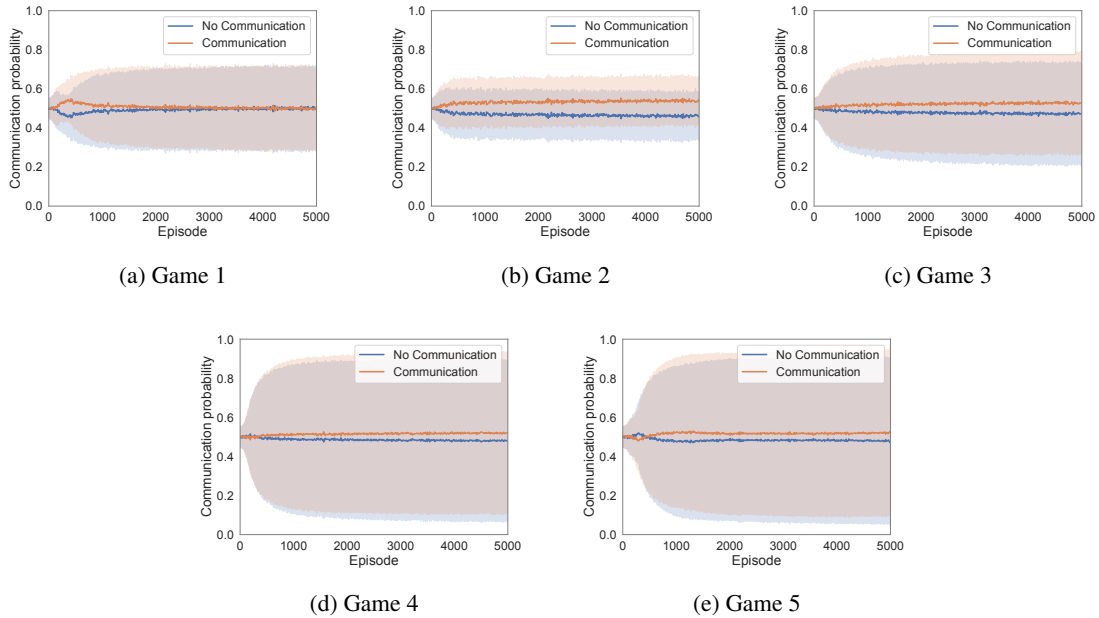 1.0
0.8
0.6
0.4
0.2
0.0
Communication probability
No Communication
Communication
0 1000 2000 3000 4000 5000
Episode
(a) Game 1
1.0
0.8
0.6
0.4
0.2
0.0
Communication probability
No Communication
Communication
0 1000 2000 3000 4000 5000
Episode
(b) Game 2
1.0
0.8
0.6
0.4
0.2
0.0
Communication probability
No Communication
Communication
0 1000 2000 3000 4000 5000
Episode
(c) Game 3
1.0
0.8
0.6
0.4
0.2
0.0
Communication probability
No Communication
Communication
0 1000 2000 3000 4000 5000
Episode
(d) Game 4
1.0
0.8
0.6
0.4
0.2
0.0
Communication probability
No Communication
Communication
0 1000 2000 3000 4000 5000
Episode
(e) Game 5